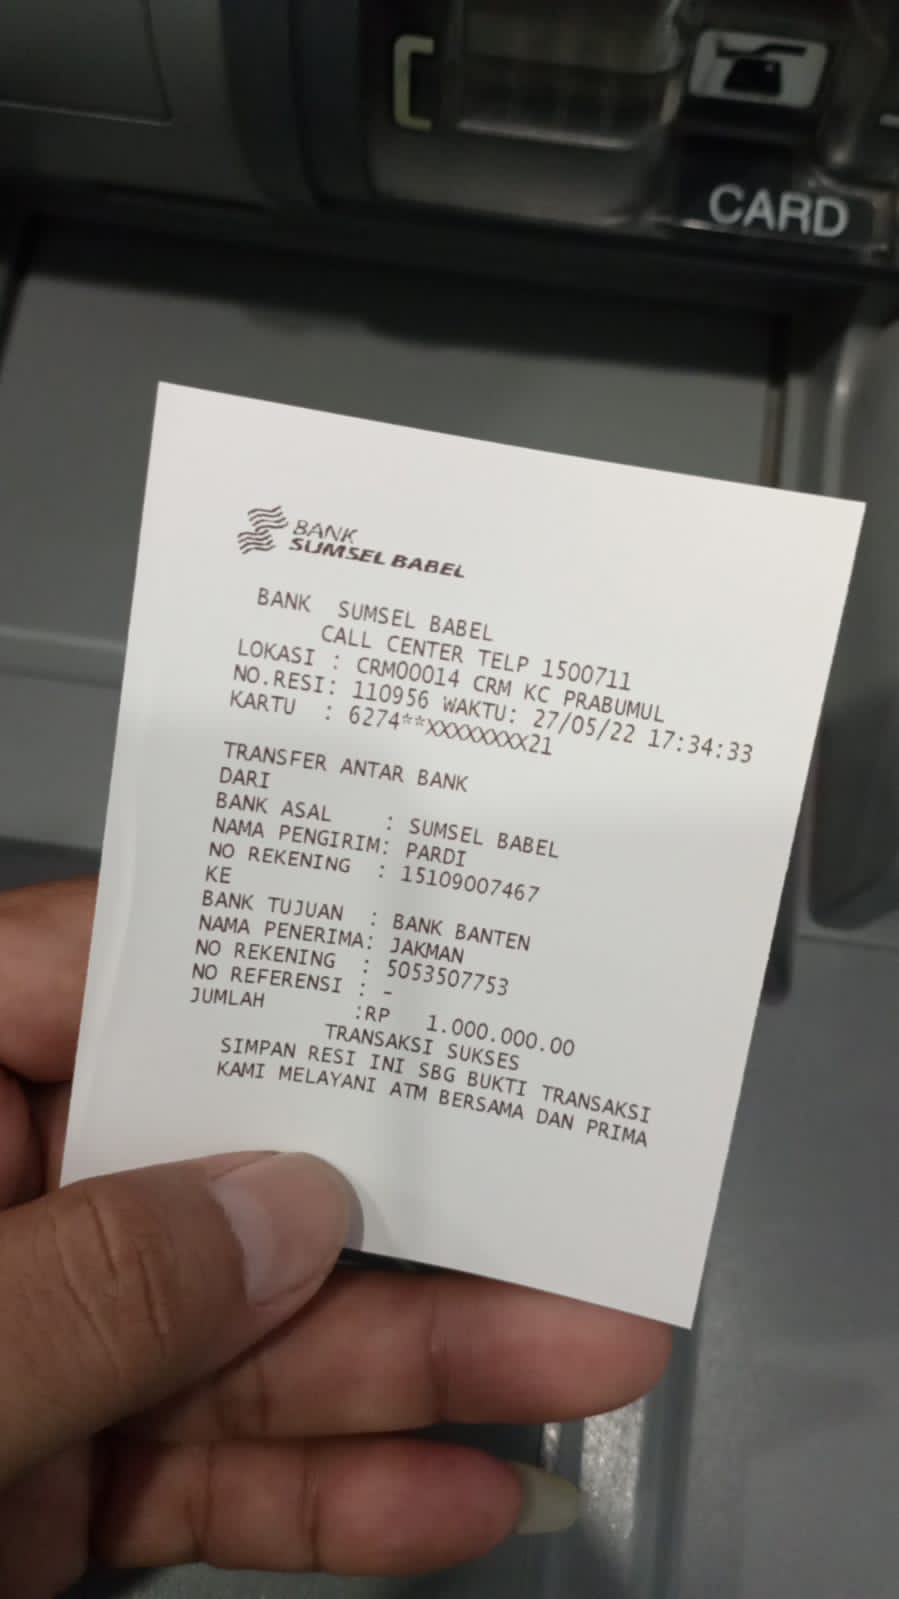 CARD
BANK
SUMSEL BABEL
BANK SUMSEL BABEL
CALL CENTER TELP 1500711
LOKASI : CRM00014 CRM KC PRABUMUL
NO.RESI: 110956 WAKTU: 27/05/22 17:34:33
KARTU : 6274**XXXXXXXX21
TRANSFER ANTAR BANK
DARI
BANK ASAL : SUMSEL BABEL
NAMA PENGIRIM: PARDI
NO REKENING : 15109007467
KE
BANK TUJUAN : BANK BANTEN
NAMA PENERIMA: JAKMAN
NO REKENING : 5053507753
NO REFERENSI : -
JUMLAH :RP 1.000.000.00
TRANSAKSI SUKSES
SIMPAN RESI INI SBG BUKTI TRANSAKSI
KAMI MELAYANI ATM BERSAMA DAN PRIMA